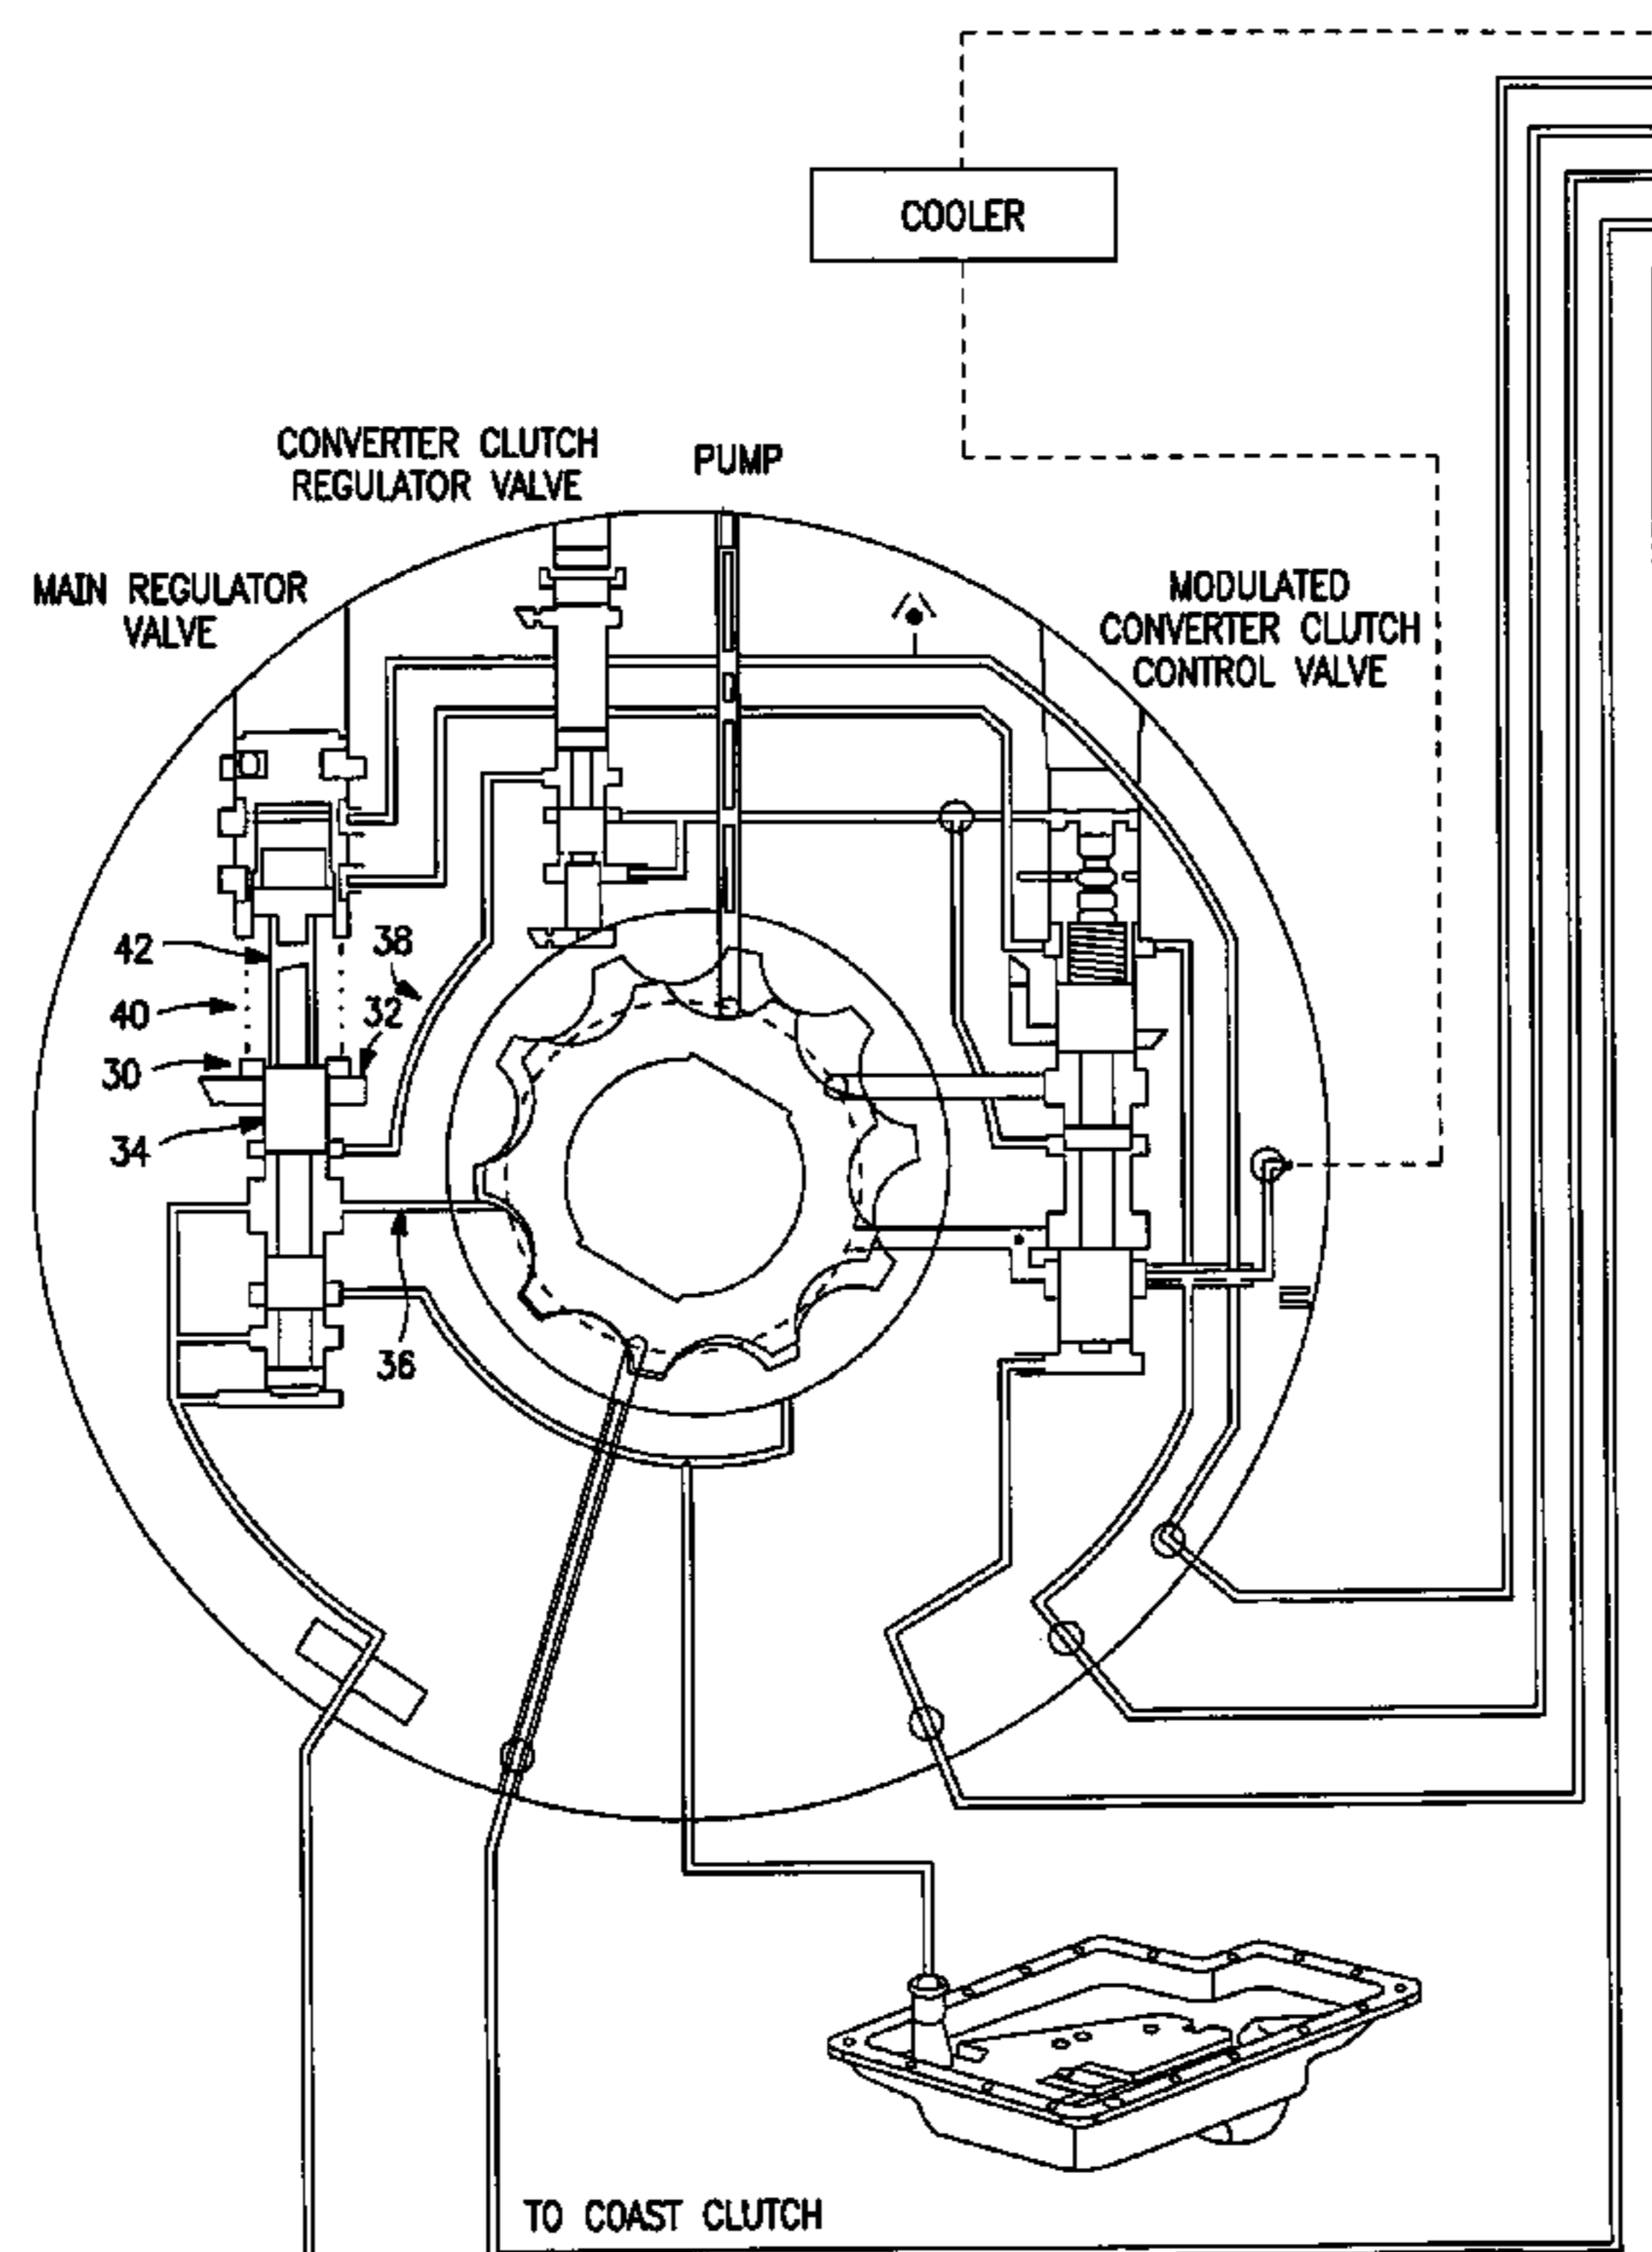 COOLER
CONVERTER CLUTCH
REGULATOR VALVE
PUMP
MAIN REGULATOR
VALVE
MODULATED
CONVERTER CLUTCH
CONTROL VALVE
42
38
40
32
30
34
36
TO COAST CLUTCH